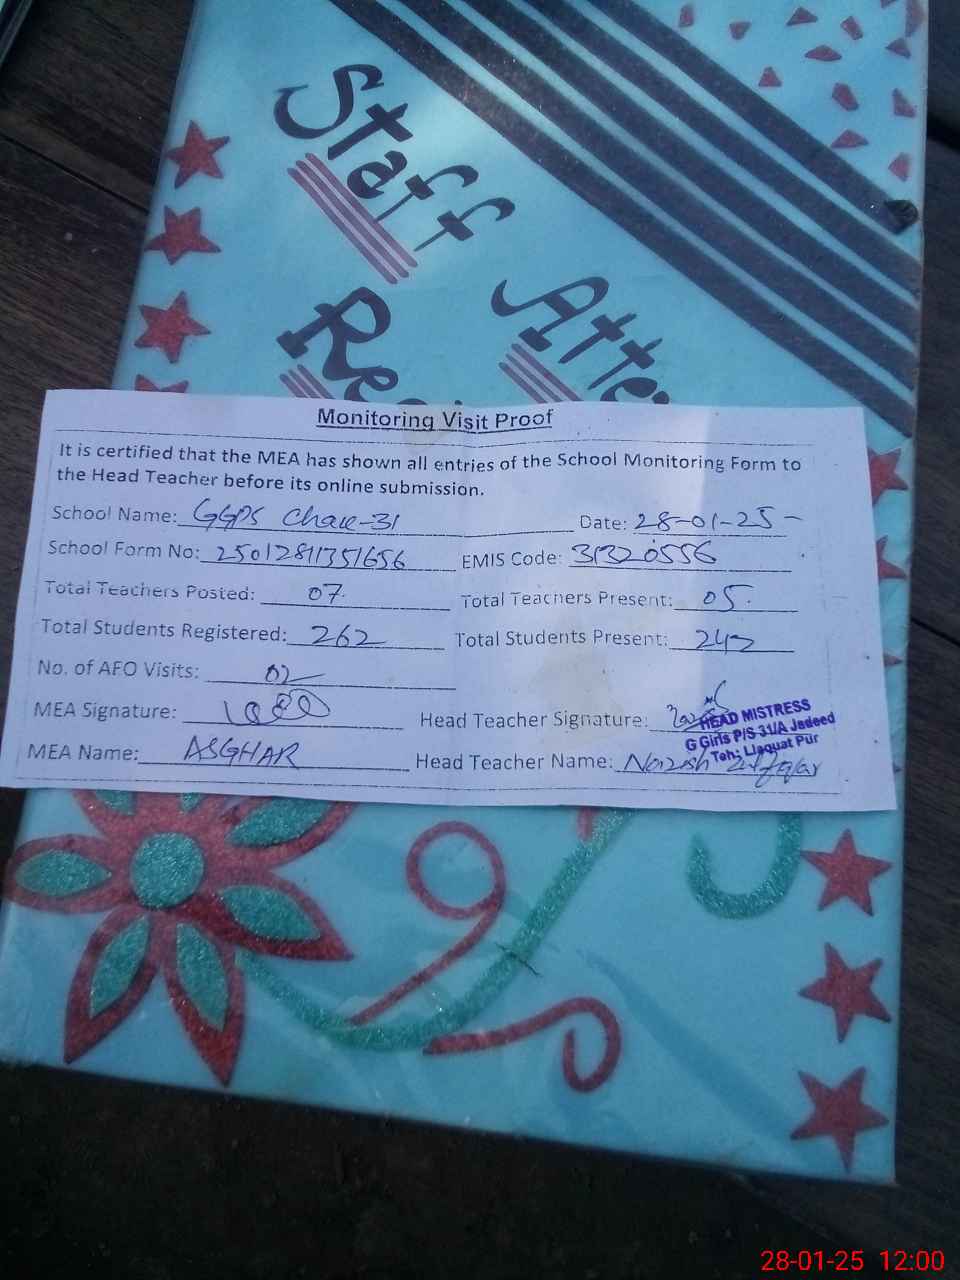 Staff Atte
Re
Monitoring Visit Proof
It is certified that the MEA has shown all entries of the School Monitoring Form to
the Head Teacher before its online submission.
School Name: GGPS Chak-31 Date: 28-01-25
School Form No: 25012811351656 EMIS Code: 31320556
Total Teachers Posted: 07 Total Teachers Present: 05
Total Students Registered: 262 Total Students Present: 242
No. of AFO Visits: 02
MEA Signature: Head Teacher Signature:
HEAD MISTRESS
G Girls P/S 31/A Jadeed
Teh; Liaquat Pur
MEA Name: ASGHAR Head Teacher Name:
28-01-25 12:00